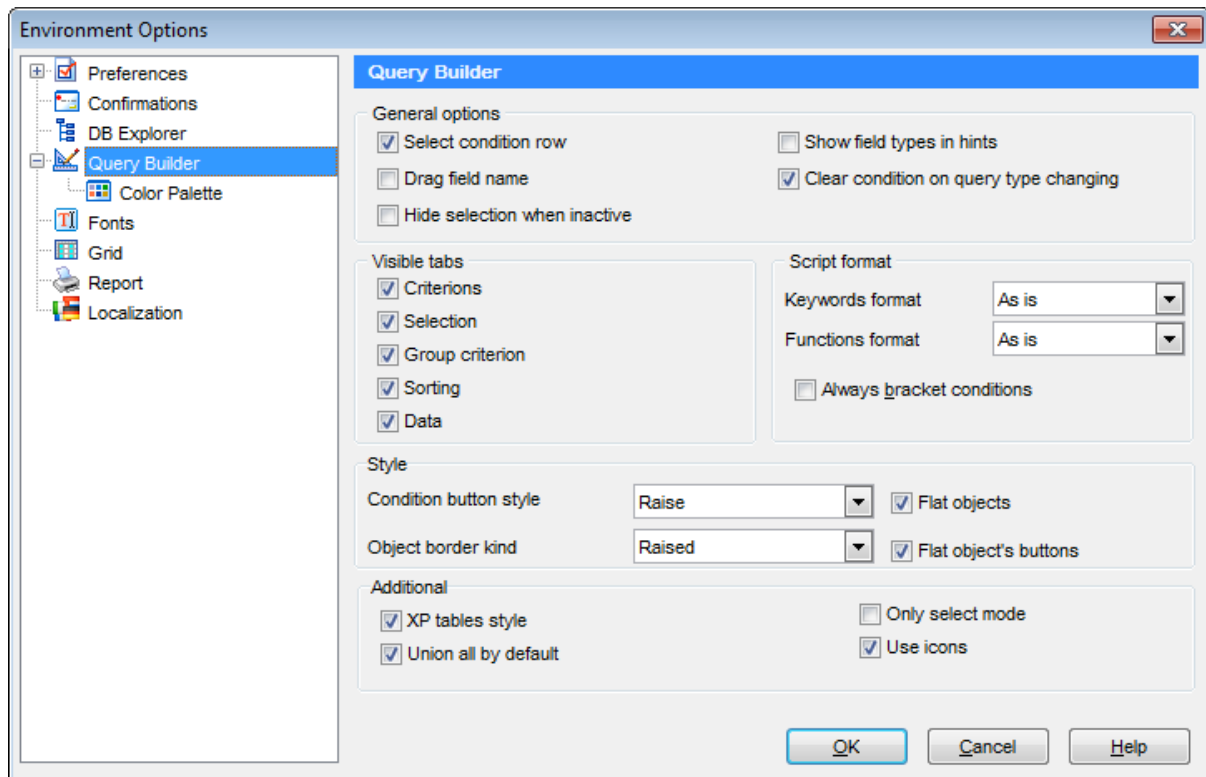 Environment Options
Preferences
Confirmations
DB Explorer
Query Builder
Color Palette
Fonts
Grid
Report
Localization
Query Builder
General options
Select condition row
Show field types in hints
Drag field name
Clear condition on query type changing
Hide selection when inactive
Visible tabs
Criterions
Selection
Group criterion
Sorting
Data
Script format
Keywords format As is
Functions format As is
Always bracket conditions
Style
Condition button style Raise Flat objects
Object border kind Raised Flat object's buttons
Additional
XP tables style
Only select mode
Union all by default
Use icons
OK Cancel Help